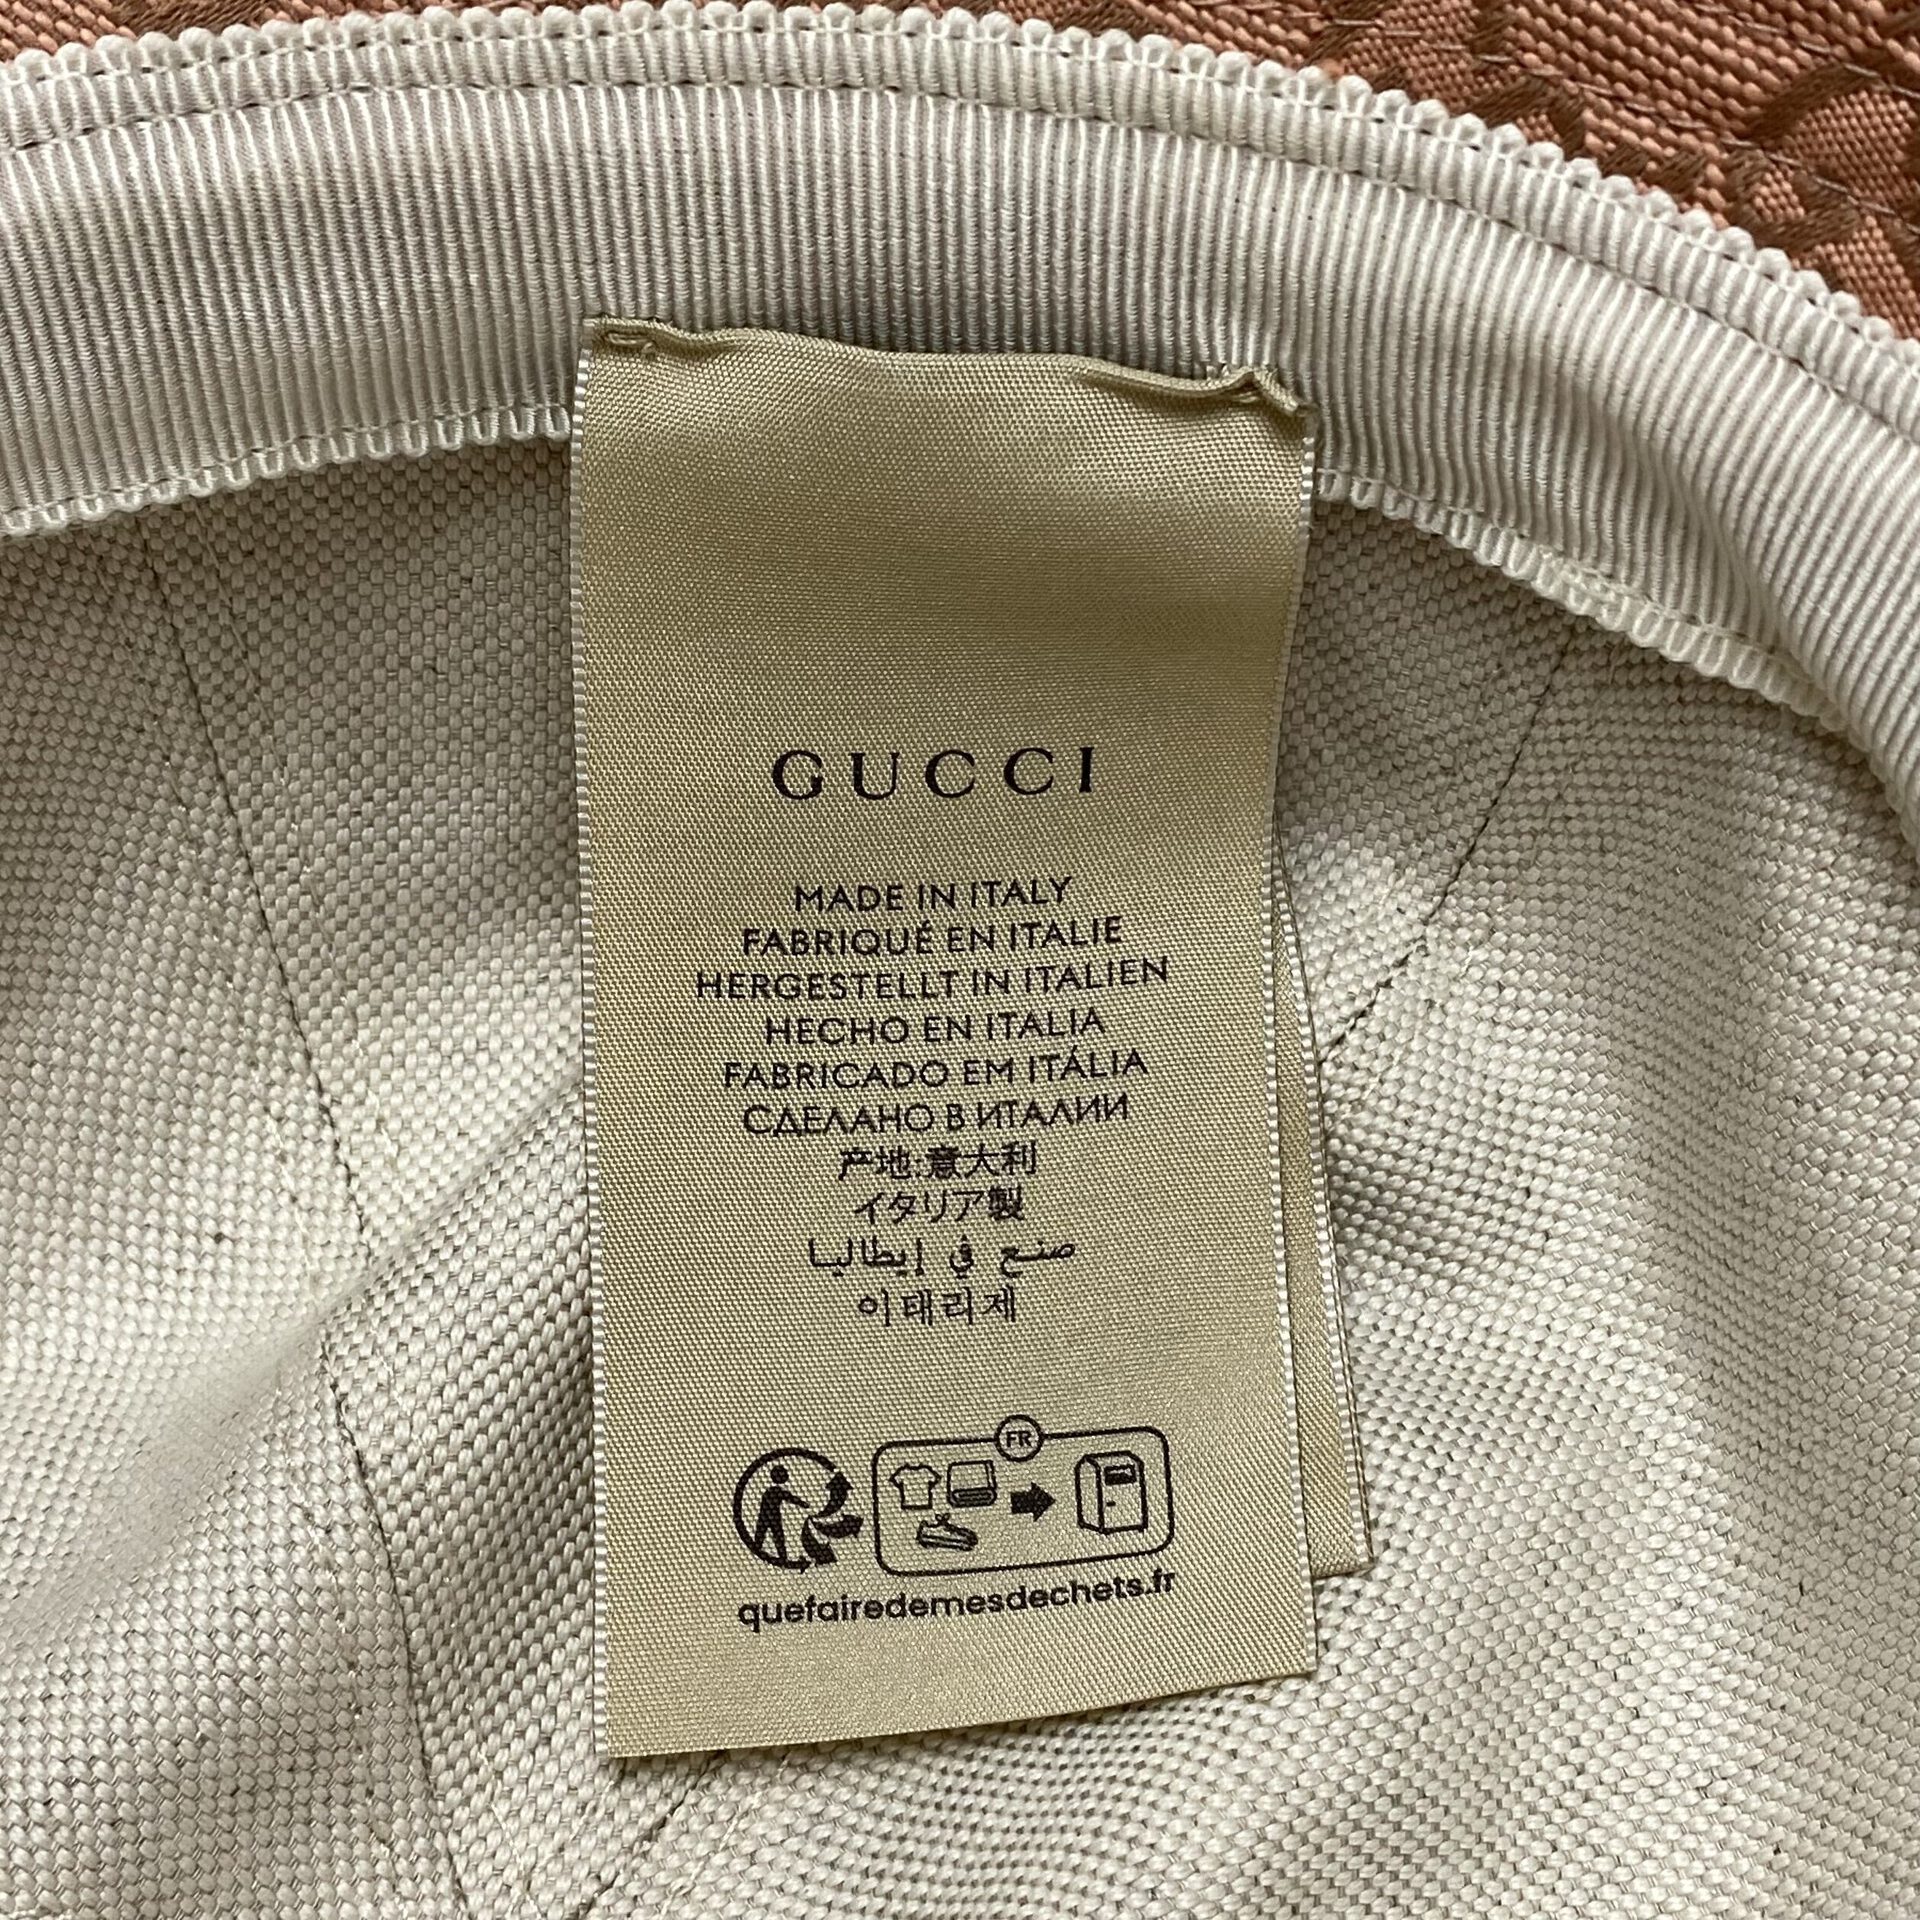 GUCCI
MADE IN ITALY
FABRIQUÉ EN ITALIE
HERGESTELLT IN ITALIEN
HECHO EN ITALIA
FABRICADO EM ITÁLIA
СДЕЛАНО В ИТАЛИИ
产地:意大利
イタリア製
صنع في إيطاليا
이태리제
FR
quefairedemesdechets.fr